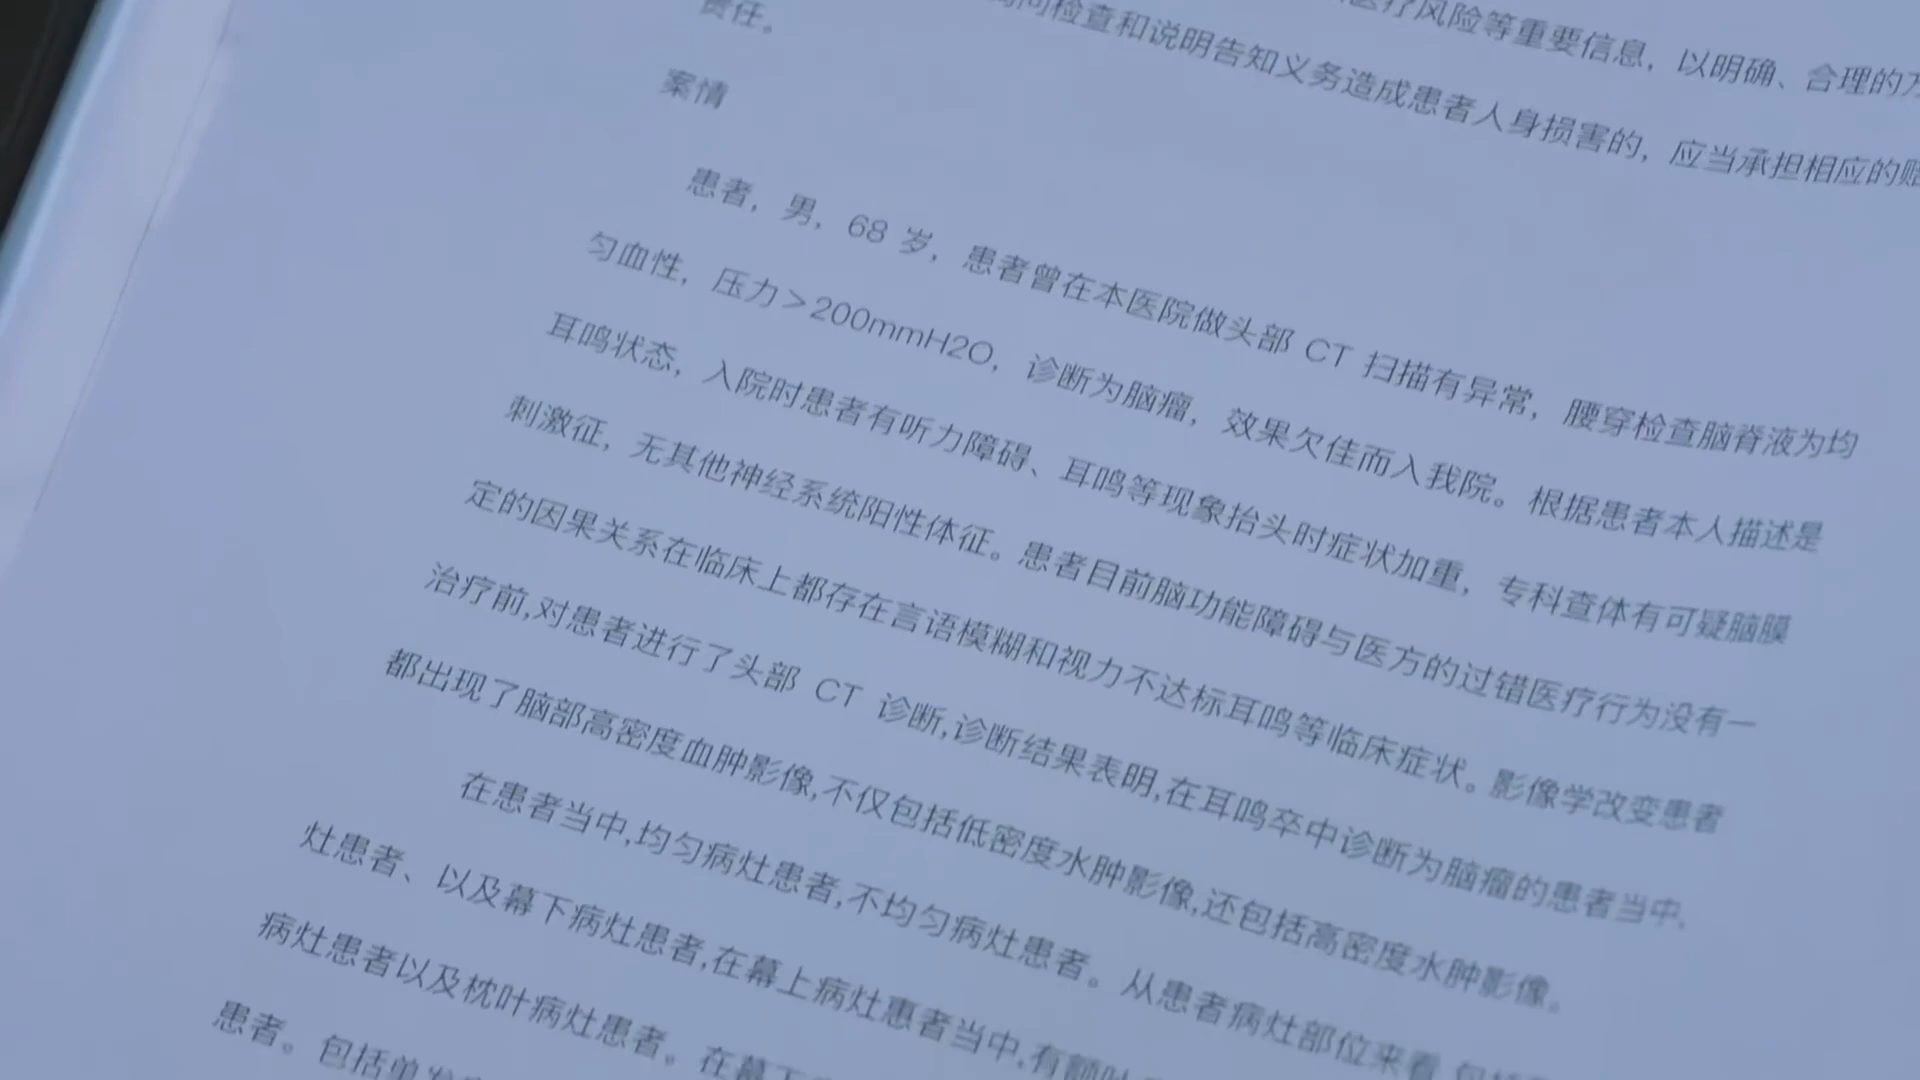 医疗风险等重要信息，以明确、合理的方
询问检查和说明告知义务造成患者人身损害的，应当承担相应的赔
责任。
案情
患者，男，68 岁，患者曾在本医院做头部 CT 扫描有异常，腰穿检查脑脊液为均
匀血性，压力＞200mmH2O，诊断为脑瘤，效果欠佳而入我院。根据患者本人描述是
耳鸣状态，入院时患者有听力障碍、耳鸣等现象抬头时症状加重，专科查体有可疑脑膜
刺激征，无其他神经系统阳性体征。患者目前脑功能障碍与医方的过错医疗行为没有一
定的因果关系在临床上都存在言语模糊和视力不达标耳鸣等临床症状。影像学改变患者
治疗前,对患者进行了头部 CT 诊断,诊断结果表明,在耳鸣卒中诊断为脑瘤的患者当中,
都出现了脑部高密度血肿影像,不仅包括低密度水肿影像,还包括高密度水肿影像。
在患者当中,均匀病灶患者,不均匀病灶患者。从患者病灶部位来看,包括
灶患者、以及幕下病灶患者,在幕上病灶惠者当中,有颞叶
病灶患者以及枕叶病灶患者。在幕下
患者。包括单发